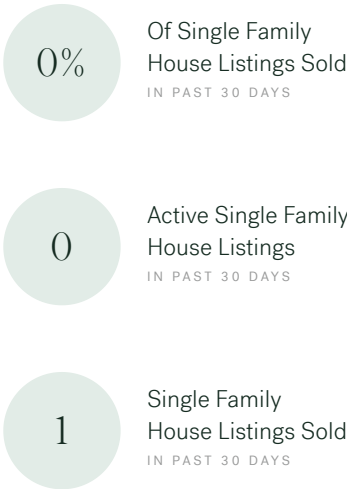 0%
Of Single Family
House Listings Sold
IN PAST 30 DAYS
0
Active Single Family
House Listings
IN PAST 30 DAYS
1
Single Family
House Listings Sold
IN PAST 30 DAYS